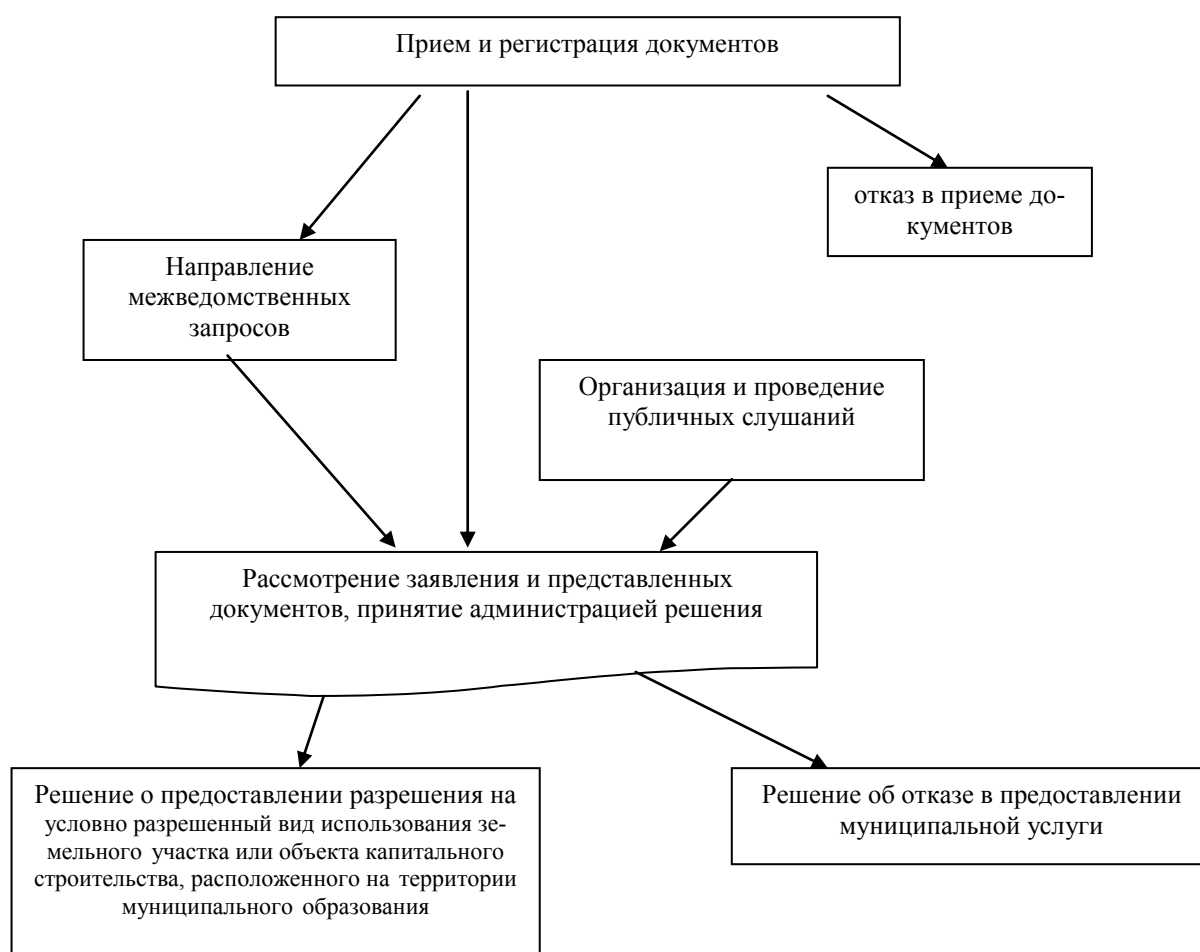 Прием и регистрация документов
отказ в приеме до-
кументов
Направление
межведомственных
запросов
Организация и проведение
публичных слушаний
Рассмотрение заявления и представленных
документов, принятие администрацией решения
Решение о предоставлении разрешения на
условно разрешенный вид использования зе-
мельного участка или объекта капитального
строительства, расположенного на территории
муниципального образования
Решение об отказе в предоставлении
муниципальной услуги